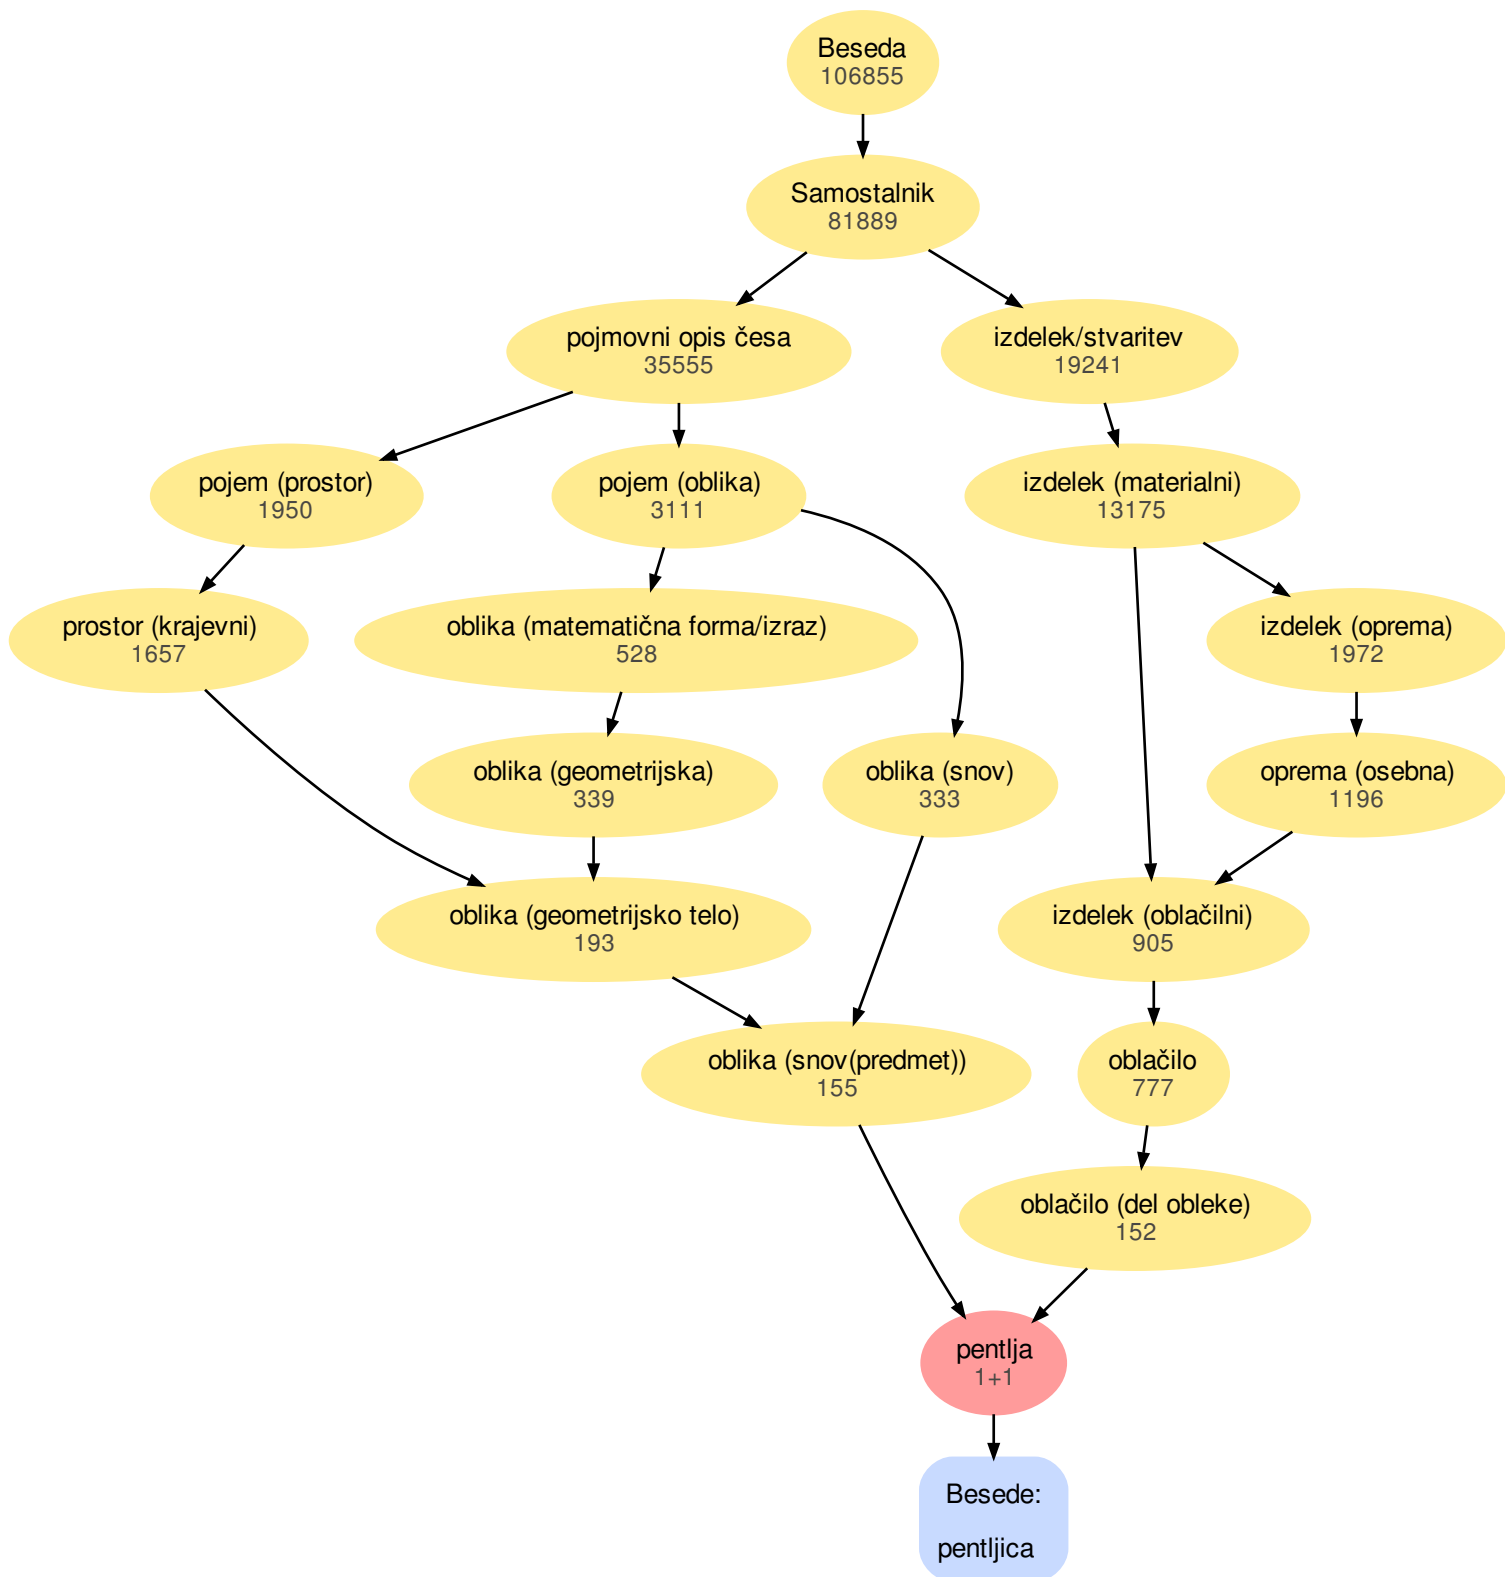 Beseda
106855
Samostalnik
81889
pojmovni opis česa
35555
izdelek/stvaritev
19241
pojem (prostor)
1950
pojem (oblika)
3111
izdelek (materialni)
13175
prostor (krajevni)
1657
oblika (matematična forma/izraz)
528
izdelek (oprema)
1972
oblika (geometrijska)
339
oblika (snov)
333
oprema (osebna)
1196
oblika (geometrijsko telo)
193
izdelek (oblačilni)
905
oblika (snov(predmet))
155
oblačilo
777
oblačilo (del obleke)
152
pentlja
1+1
Besede:
pentljica